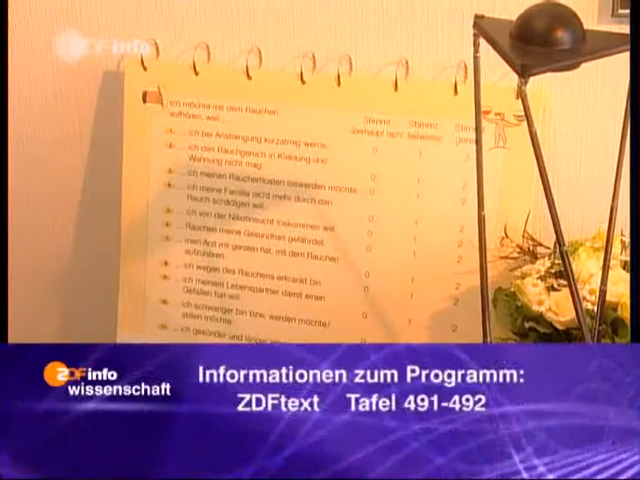 ZDFinfo
Ich möchte mit dem Rauchen
aufhören, weil ...
Stimmt
überhaupt nicht
Stimmt
teilweise
Stimmt
... ich bei Anstrengung kurzatmig werde.
0 1 2
... ich den Rauchgeruch in Kleidung und
Wohnung nicht mag.
0 1 2
... ich meinen Raucherhusten loswerden möchte.
0 1 2
... ich meine Familie nicht mehr durch den
Rauch schädigen will.
0 1 2
... ich von der Nikotinsucht loskommen will.
0 1 2
... Rauchen meine Gesundheit gefährdet.
0 1 2
... mein Arzt mir geraten hat, mit dem Rauchen
aufzuhören.
0 1 2
... ich wegen des Rauchens erkrankt bin.
0 1 2
... ich meinem Lebenspartner damit einen
Gefallen tun will.
0 1 2
... ich schwanger bin bzw. werden möchte/
stillen möchte.
0 1 2
... ich gesünder und länger
ZDFinfo
wissenschaft
Informationen zum Programm:
ZDFtext Tafel 491-492